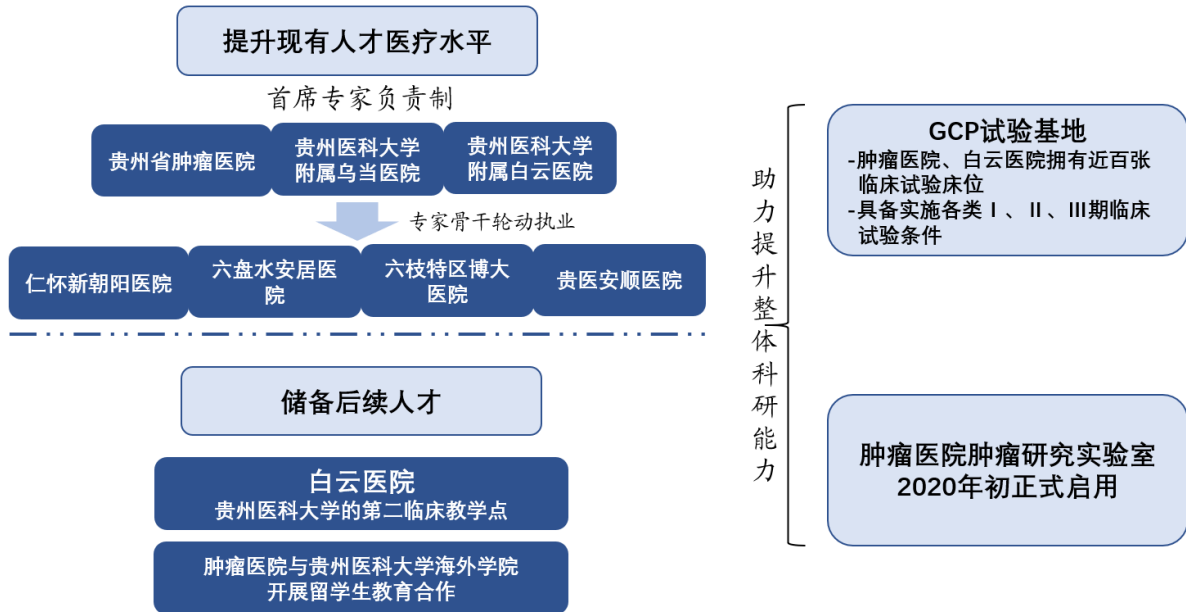 提升现有人才医疗水平
首席专家负责制
贵州省肿瘤医院
贵州医科大学
附属乌当医院
贵州医科大学
附属白云医院
专家骨干轮动执业
仁怀新朝阳医院
六盘水安居医
院
六枝特区博大
医院
贵医安顺医院
储备后续人才
白云医院
贵州医科大学的第二临床教学点
肿瘤医院与贵州医科大学海外学院
开展留学生教育合作
助力提升整体科研能力
GCP试验基地
-肿瘤医院、白云医院拥有近百张
临床试验床位
-具备实施各类Ⅰ、Ⅱ、III期临床
试验条件
肿瘤医院肿瘤研究实验室
2020年初正式启用